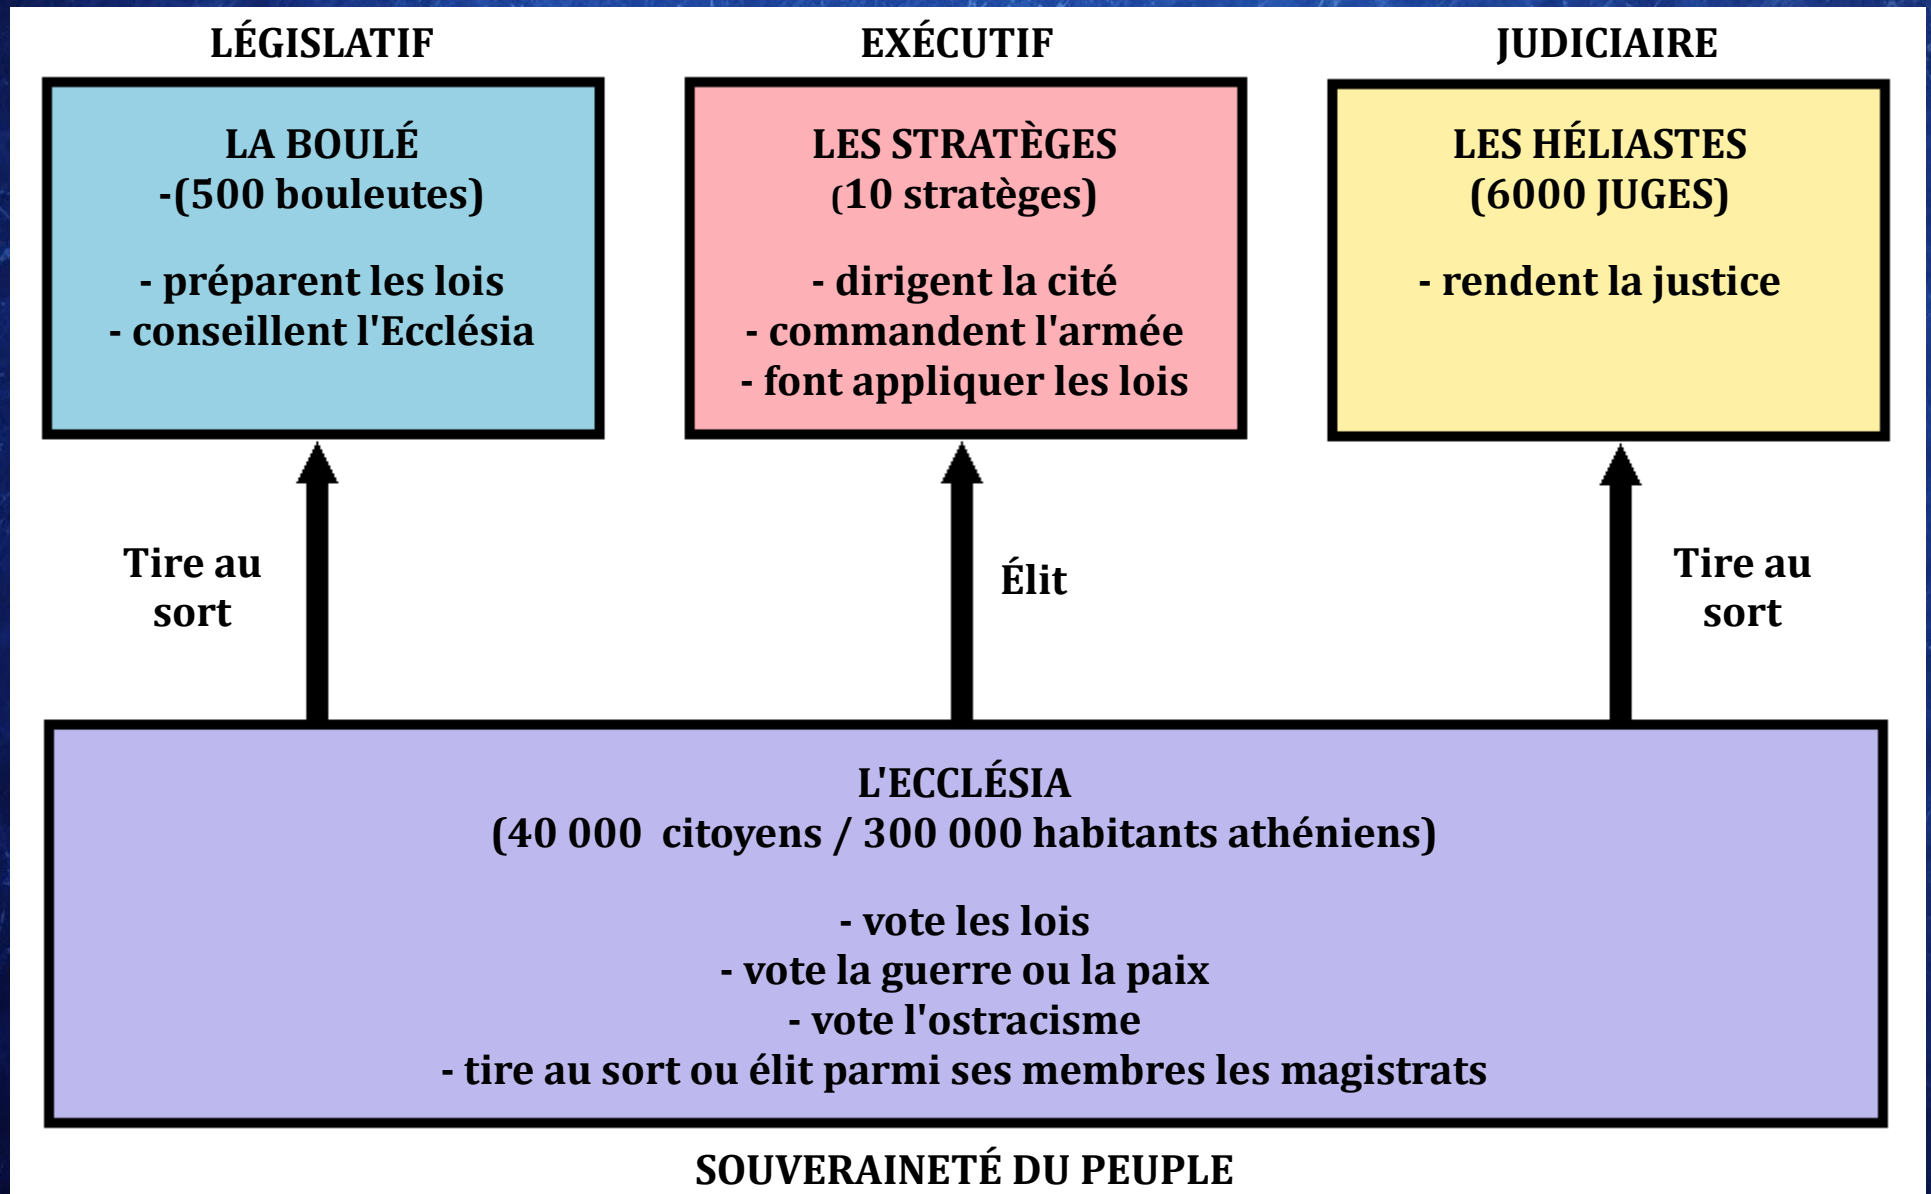 LÉGISLATIF
LA BOULÉ
-(500 bouleutes)
- préparent les lois
- conseillent l'Ecclésia
EXÉCUTIF
LES STRATÈGES
(10 stratèges)
- dirigent la cité
- commandent l'armée
- font appliquer les lois
JUDICIAIRE
LES HÉLIASTES
(6000 JUGES)
- rendent la justice
Tire au
sort
Élit
Tire au
sort
L'ECCLÉSIA
(40 000 citoyens / 300 000 habitants athéniens)
- vote les lois
- vote la guerre ou la paix
- vote l'ostracisme
- tire au sort ou élit parmi ses membres les magistrats
SOUVERAINETÉ DU PEUPLE